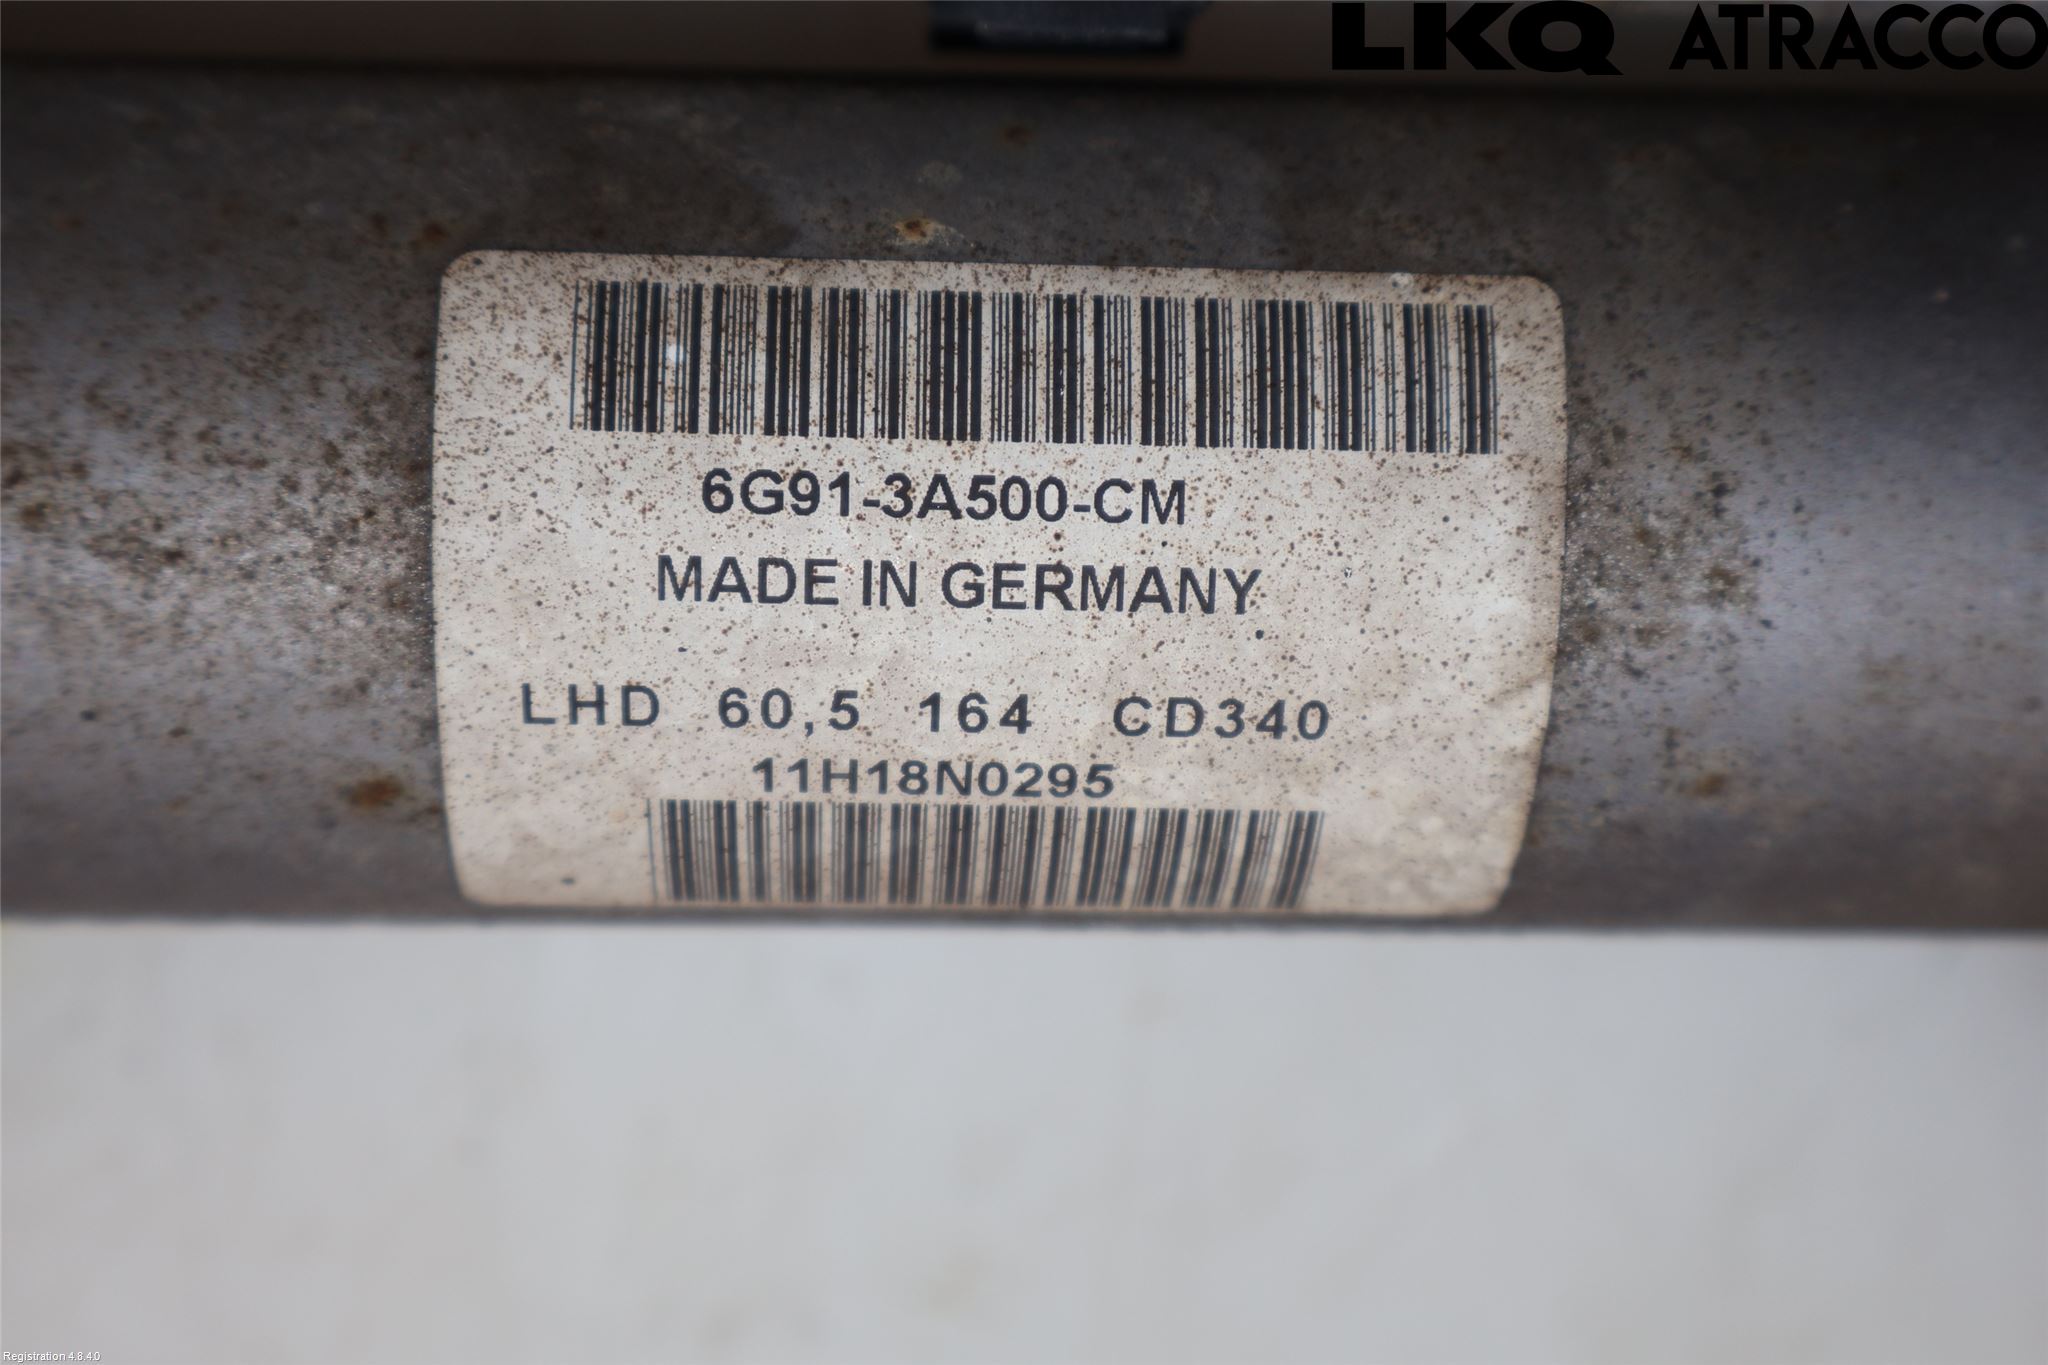 LKQ ATRACCO
6G91-3A500-CM
MADE IN GERMANY
LHD 60,5 164 CD340
11H18N0295
Registration 4.8.4.0